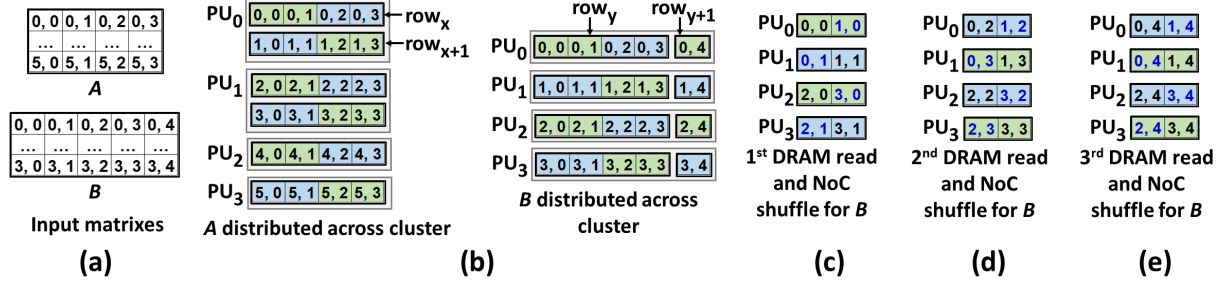 0, 0 0, 1 0, 2 0, 3
... ... ... ...
5, 0 5, 1 5, 2 5, 3
A
0, 0 0, 1 0, 2 0, 3 0, 4
... ... ... ... ...
3, 0 3, 1 3, 2 3, 3 3, 4
B
Input matrixes
(a)
PU0 0, 0 0, 1 0, 2 0, 3 rowx
1, 0 1, 1 1, 2 1, 3 rowx+1
PU1 2, 0 2, 1 2, 2 2, 3
3, 0 3, 1 3, 2 3, 3
PU2 4, 0 4, 1 4, 2 4, 3
PU3 5, 0 5, 1 5, 2 5, 3
A distributed across cluster
rowy rowy+1
PU0 0, 0 0, 1 0, 2 0, 3 0, 4
PU1 1, 0 1, 1 1, 2 1, 3 1, 4
PU2 2, 0 2, 1 2, 2 2, 3 2, 4
PU3 3, 0 3, 1 3, 2 3, 3 3, 4
B distributed across
cluster
(b)
PU0 0, 0 1, 0
PU1 0, 1 1, 1
PU2 2, 0 3, 0
PU3 2, 1 3, 1
1st DRAM read
and NoC
shuffle for B
(c)
PU0 0, 2 1, 2
PU1 0, 3 1, 3
PU2 2, 2 3, 2
PU3 2, 3 3, 3
2nd DRAM read
and NoC
shuffle for B
(d)
PU0 0, 4 1, 4
PU1 0, 4 1, 4
PU2 2, 4 3, 4
PU3 2, 4 3, 4
3rd DRAM read
and NoC
shuffle for B
(e)